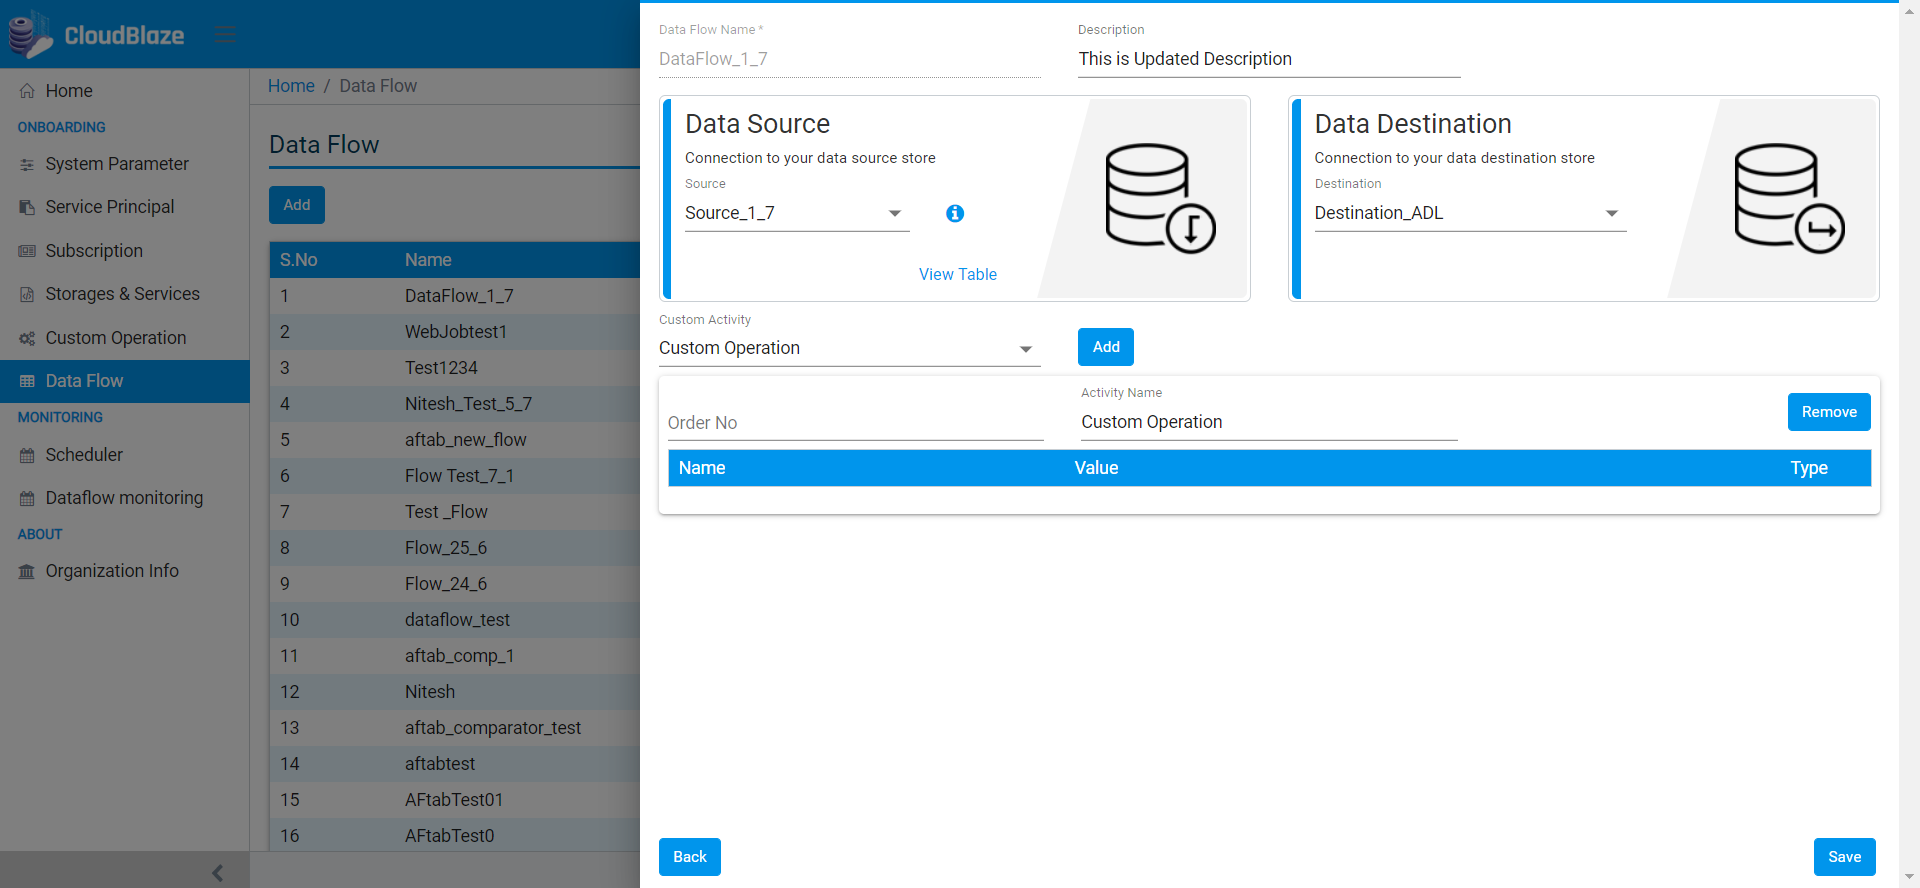 CloudBlaze
Home
ONBOARDING
System Parameter
Service Principal
Subscription
Storages & Services
Custom Operation
Data Flow
MONITORING
Scheduler
Dataflow monitoring
ABOUT
Organization Info
Home / Data Flow
Data Flow
Add
S.No Name
1 DataFlow_1_7
2 WebJobtest1
3 Test1234
4 Nitesh_Test_5_7
5 aftab_new_flow
6 Flow Test_7_1
7 Test _Flow
8 Flow_25_6
9 Flow_24_6
10 dataflow_test
11 aftab_comp_1
12 Nitesh
13 aftab_comparator_test
14 aftabtest
15 AFtabTest01
16 AFtabTest0
Data Flow Name *
DataFlow_1_7
Description
This is Updated Description
Data Source
Connection to your data source store
Source
Source_1_7
View Table
Data Destination
Connection to your data destination store
Destination
Destination_ADL
Custom Activity
Custom Operation
Add
Order No
Activity Name
Custom Operation
Remove
Name Value Type
Back
Save